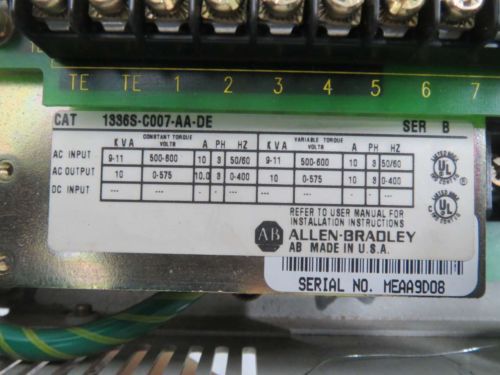 TE TE 1 2 3 4 5 6 7
CAT 1336S-C007-AA-DE SER B
CONSTANT TORQUE VARIABLE TORQUE
KVA VOLTS A PH HZ KVA VOLTS A PH HZ
AC INPUT 9-11 500-600 10 3 50/60 9-11 500-600 10 3 50/60
AC OUTPUT 10 0-575 10.0 3 0-400 10 0-575 10 3 0-400
DC INPUT --- --- --- --- --- --- --- ---
UL
UL
REFER TO USER MANUAL FOR
INSTALLATION INSTRUCTIONS
AB ALLEN-BRADLEY
AB MADE IN U.S.A.
SERIAL NO. MEAA9D08